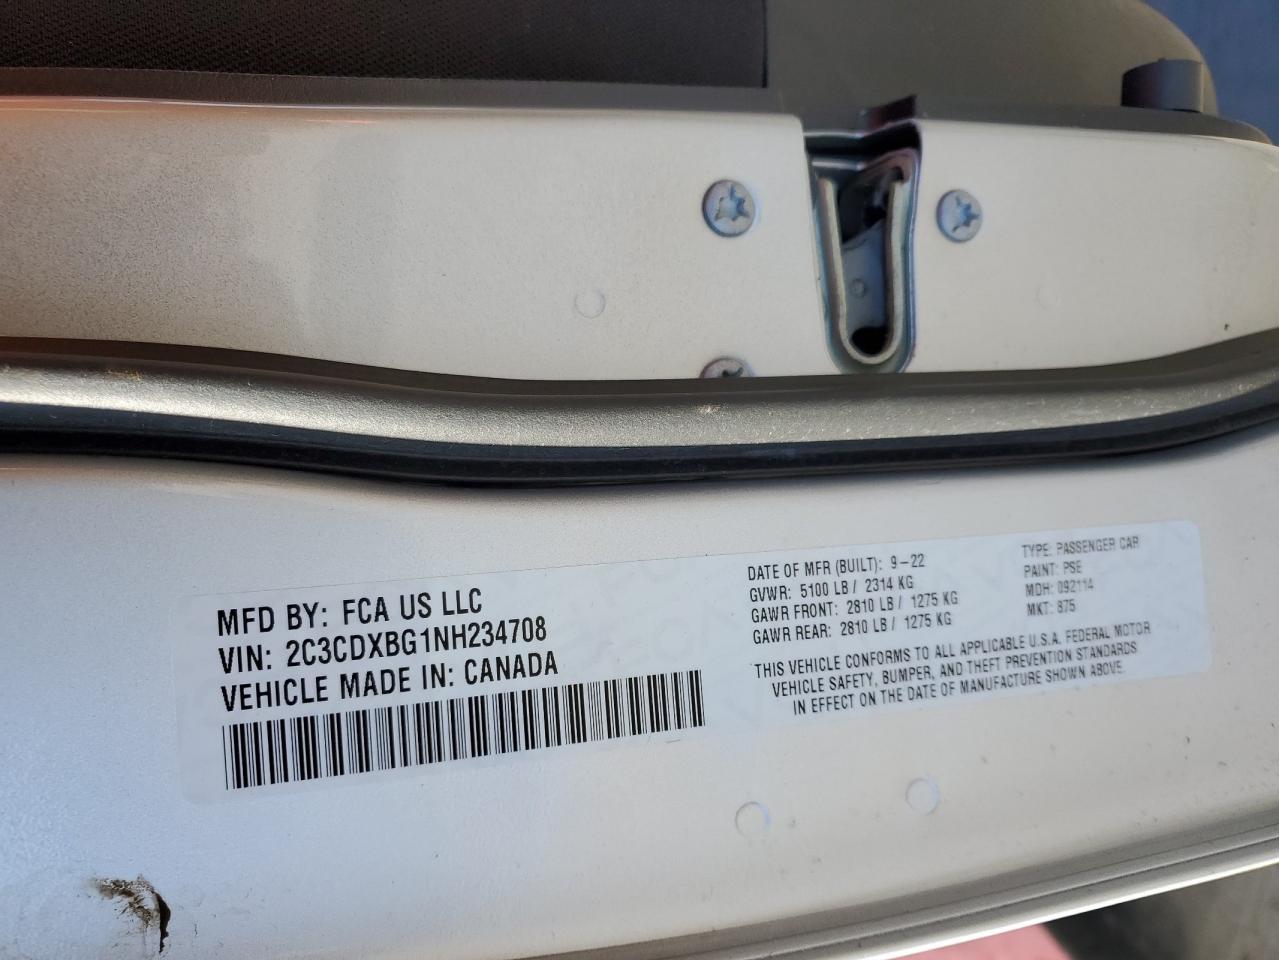 MFD BY: FCA US LLC
VIN: 2C3CDXBG1NH234708
VEHICLE MADE IN: CANADA
DATE OF MFR (BUILT): 9-22
GVWR: 5100 LB / 2314 KG
GAWR FRONT: 2810 LB / 1275 KG
GAWR REAR: 2810 LB / 1275 KG
TYPE: PASSENGER CAR
PAINT: PSE
MDH: 092114
MKT: 875
THIS VEHICLE CONFORMS TO ALL APPLICABLE U.S.A. FEDERAL MOTOR
VEHICLE SAFETY, BUMPER, AND THEFT PREVENTION STANDARDS
IN EFFECT ON THE DATE OF MANUFACTURE SHOWN ABOVE.